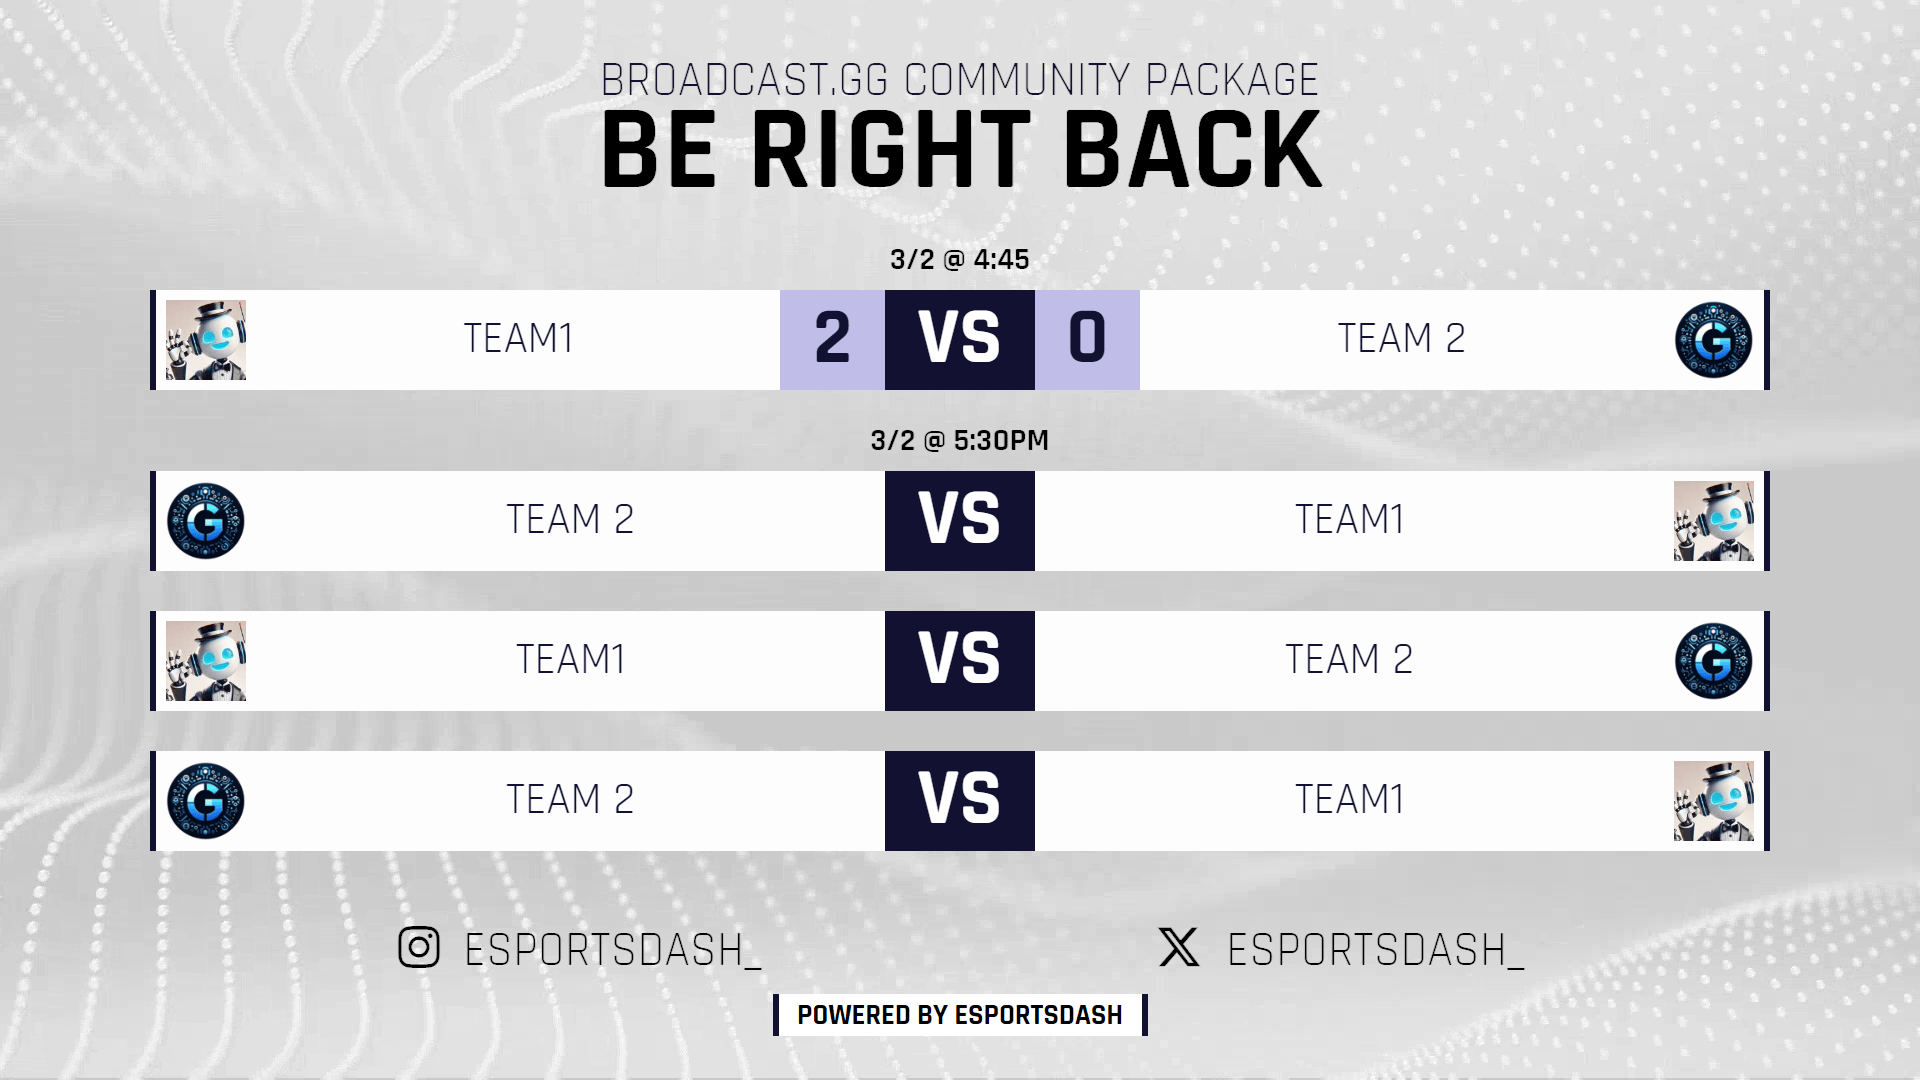 BROADCAST.GG COMMUNITY PACKAGE
BE RIGHT BACK
3/2 @ 4:45
TEAM1 2 VS 0 TEAM 2
3/2 @ 5:30PM
TEAM 2 VS TEAM1
TEAM1 VS TEAM 2
TEAM 2 VS TEAM1
ESPORTSDASH_ ESPORTSDASH_
POWERED BY ESPORTSDASH